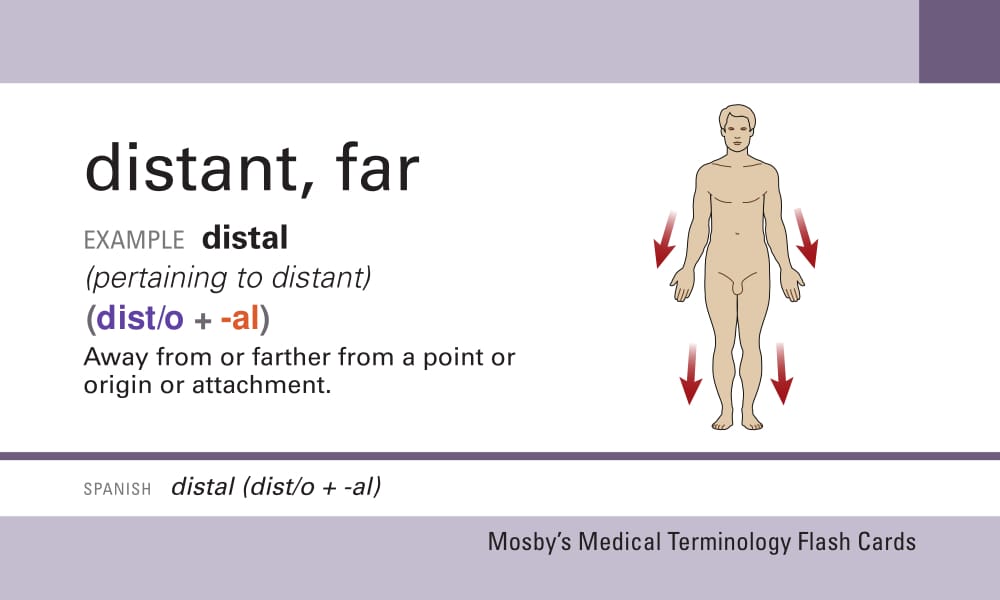 distant, far
EXAMPLE distal
(pertaining to distant)
(dist/o + -al)
Away from or farther from a point or
origin or attachment.
SPANISH distal (dist/o + -al)
Mosby’s Medical Terminology Flash Cards